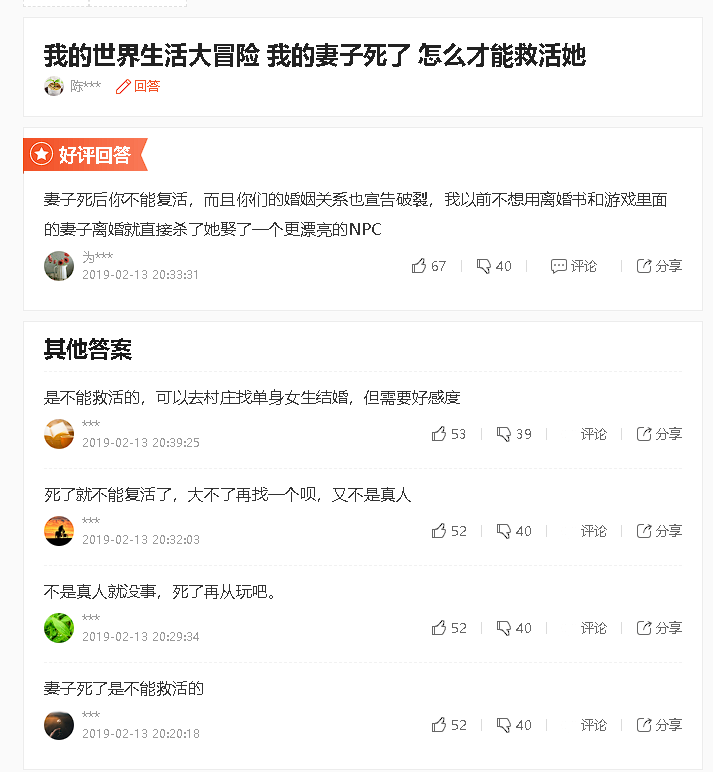 我的世界生活大冒险 我的妻子死了 怎么才能救活她
陈*** 回答
好评回答
妻子死后你不能复活，而且你们的婚姻关系也宣告破裂，我以前不想用离婚书和游戏里面
的妻子离婚就直接杀了她娶了一个更漂亮的NPC
为***
2019-02-13 20:33:31 67 40 评论 分享
其他答案
是不能救活的，可以去村庄找单身女生结婚，但需要好感度
***
2019-02-13 20:39:25 53 39 评论 分享
死了就不能复活了，大不了再找一个呗，又不是真人
***
2019-02-13 20:32:03 52 40 评论 分享
不是真人就没事，死了再从玩吧。
***
2019-02-13 20:29:34 52 40 评论 分享
妻子死了是不能救活的
***
2019-02-13 20:20:18 52 40 评论 分享